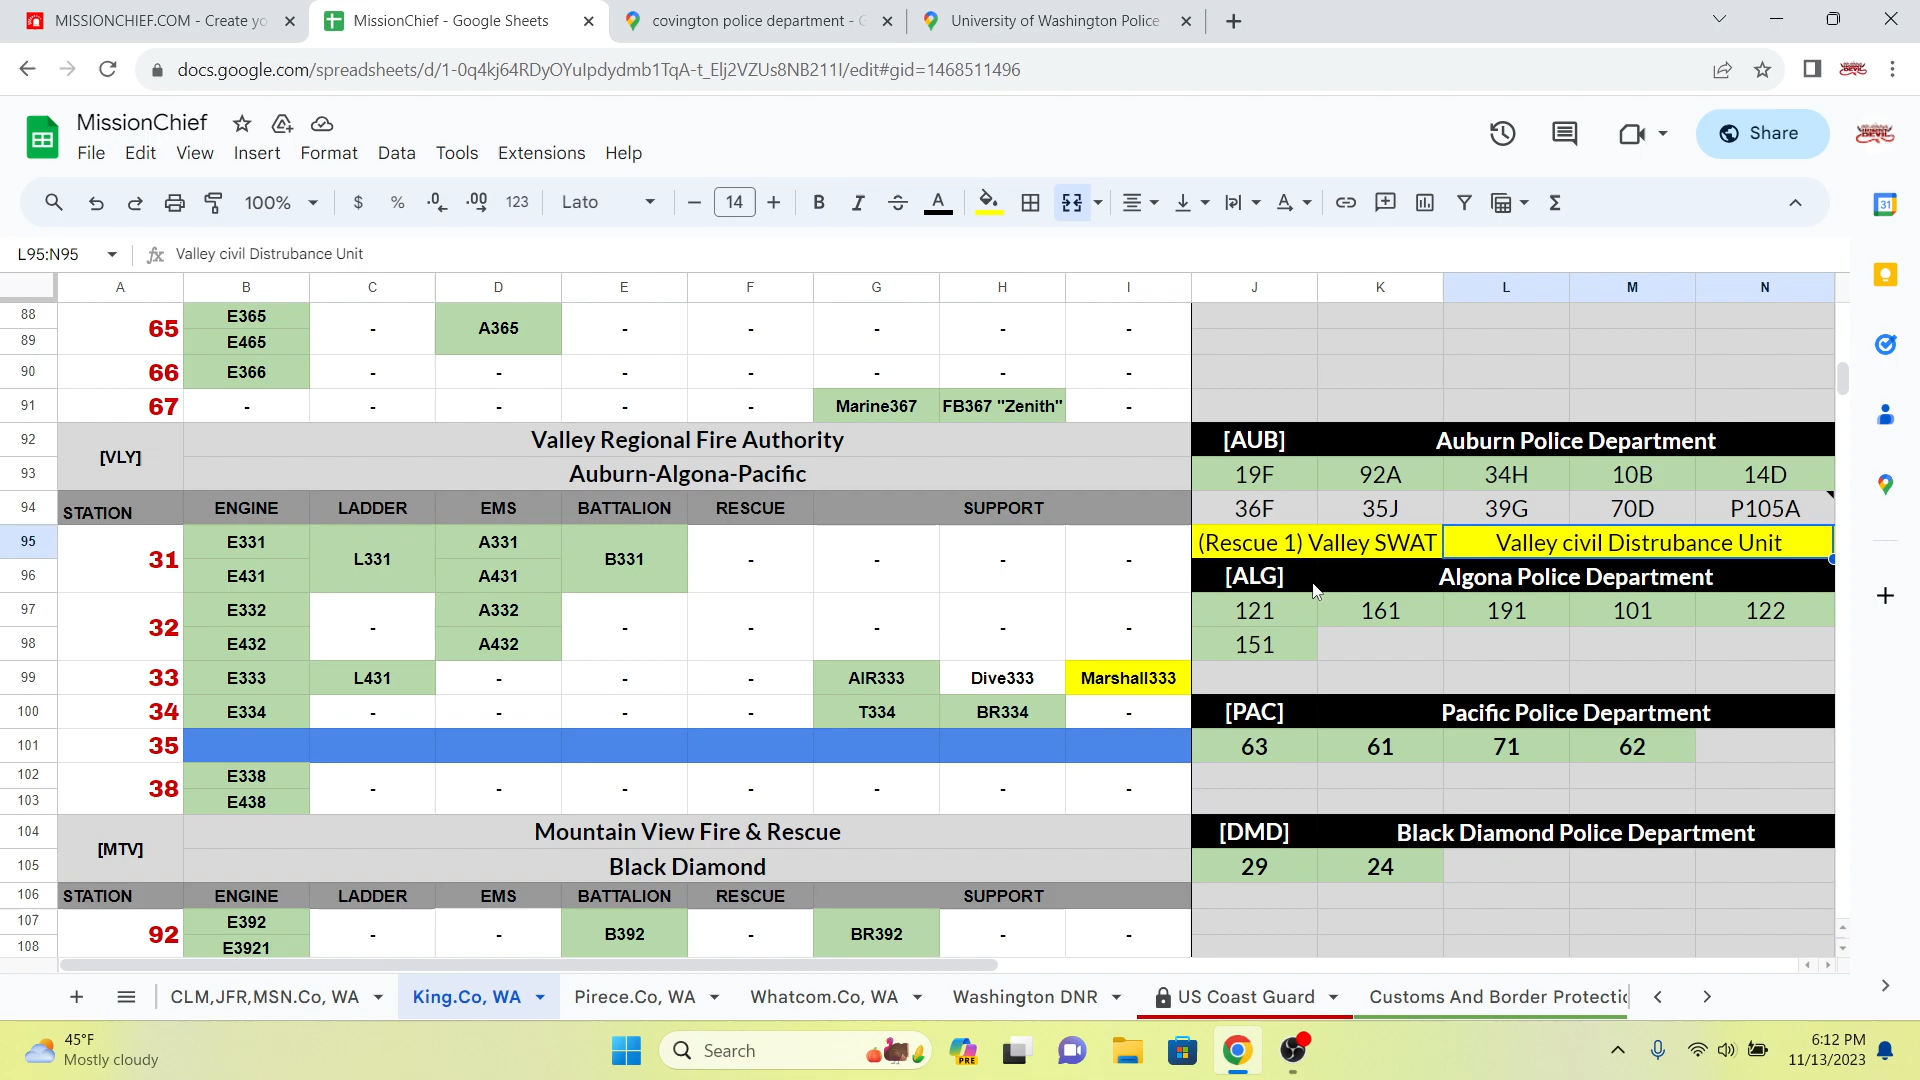 MISSIONCHIEF.COM - Create yo
MissionChief - Google Sheets
covington police department - G
University of Washington Police
docs.google.com/spreadsheets/d/1-0q4kj64RDyOYulpdydmb1TqA-t_Elj2VZUs8NB211I/edit#gid=1468511496
MissionChief
File Edit View Insert Format Data Tools Extensions Help
Share
31
100% $ % .0 .00 123 Lato 14 B I A
L95:N95 fx Valley civil Distrubance Unit
A B C D E F G H I J K L M N
88 65 E365 - A365 - - - - -
89 E465
90 66 E366 - - - - - - -
91 67 - - - - - Marine367 FB367 "Zenith" -
92 [VLY] Valley Regional Fire Authority [AUB] Auburn Police Department
93 Auburn-Algona-Pacific 19F 92A 34H 10B 14D
94 STATION ENGINE LADDER EMS BATTALION RESCUE SUPPORT 36F 35J 39G 70D P105A
95 31 E331 L331 A331 B331 - - - - (Rescue 1) Valley SWAT Valley civil Distrubance Unit
96 E431 A431 [ALG] Algona Police Department
97 32 E332 - A332 - - - - - 121 161 191 101 122
98 E432 A432 151
99 33 E333 L431 - - - AIR333 Dive333 Marshall333
100 34 E334 - - - - T334 BR334 - [PAC] Pacific Police Department
101 35 63 61 71 62
102 38 E338 - - - - - - -
103 E438
104 [MTV] Mountain View Fire & Rescue [DMD] Black Diamond Police Department
105 Black Diamond 29 24
106 STATION ENGINE LADDER EMS BATTALION RESCUE SUPPORT
107 92 E392 - - B392 - BR392 - -
108 E3921
CLM,JFR,MSN.Co, WA King.Co, WA Pirece.Co, WA Whatcom.Co, WA Washington DNR US Coast Guard Customs And Border Protectio
45°F
Mostly cloudy
Search
PRE
6:12 PM
11/13/2023